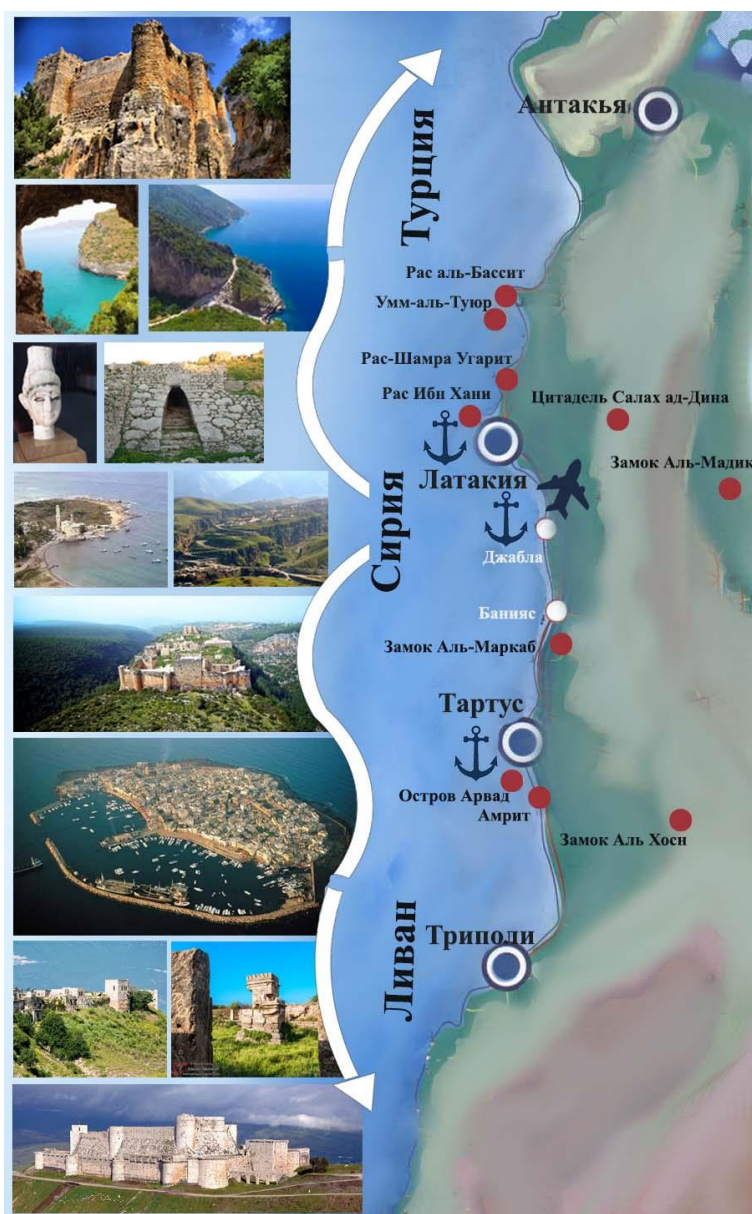 Антакья
Турция
Рас аль-Бассит
Умм-аль-Туюр
Рас-Шамра Угарит
Рас Ибн Хани
Цитадель Салах ад-Дина
Латакия
Замок Аль-Мадик
Сирия
Джабла
Банияс
Замок Аль-Маркаб
Тартус
Остров Арвад
Амрит
Замок Аль Хосн
Триполи
Ливан